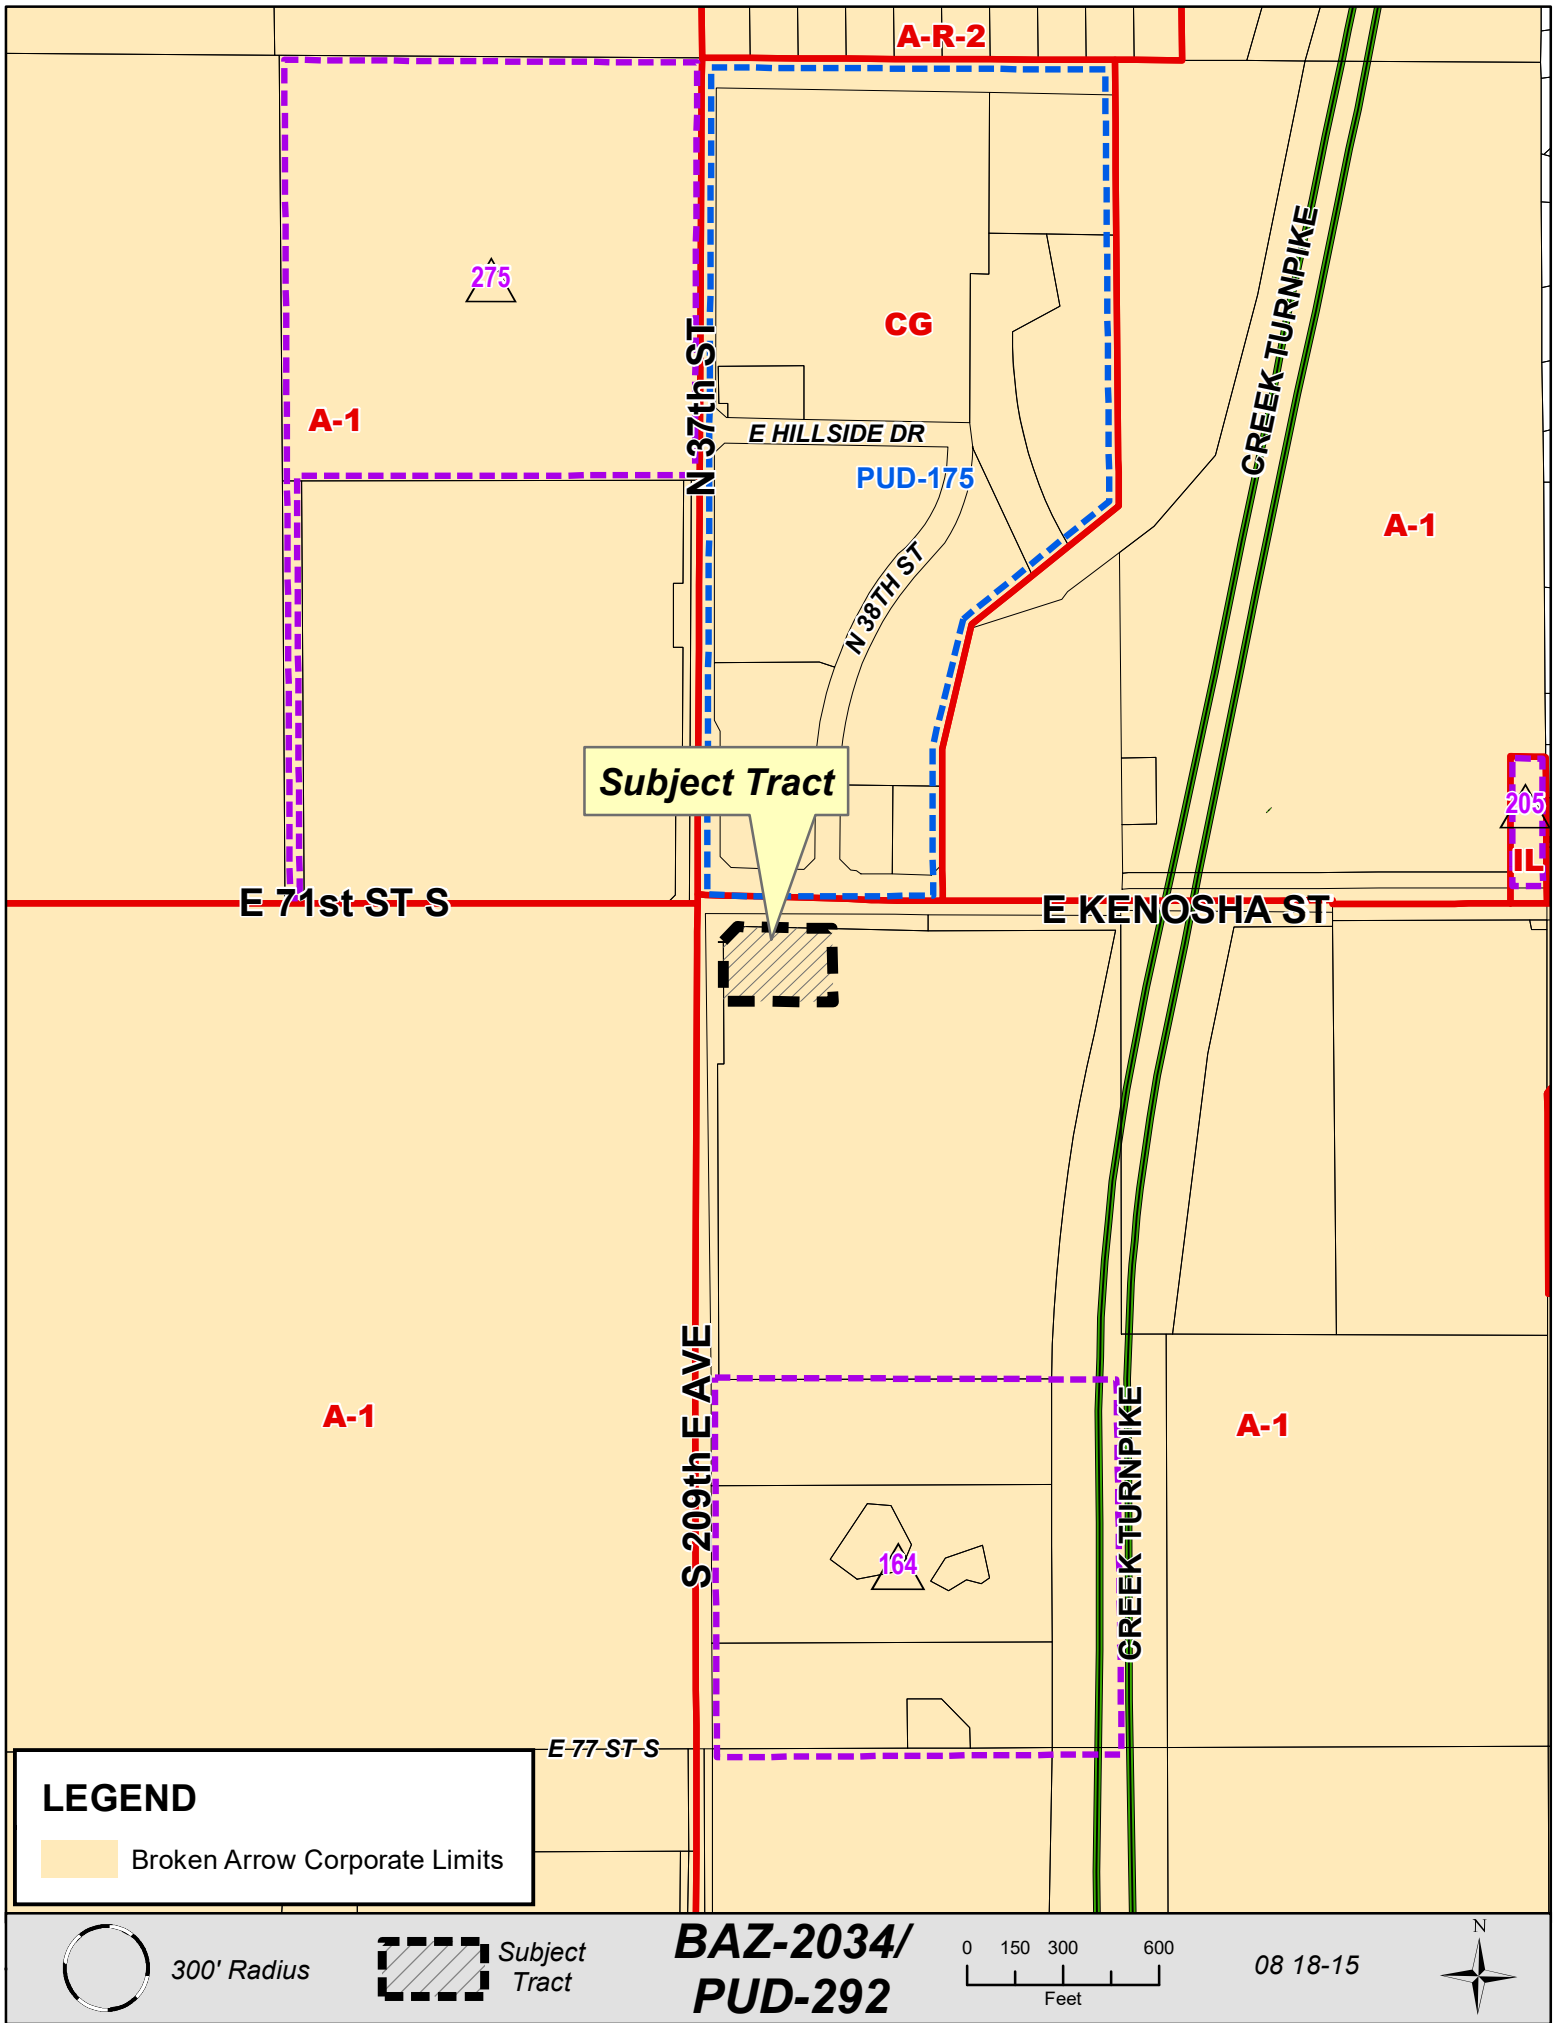 A-R-2
CREEK TURNPIKE
275
CG
N 37th ST
A-1
E HILLSIDE DR
PUD-175
A-1
N 38TH ST
Subject Tract
205
IL
E 71st ST S
E KENOSHA ST
S 209th E AVE
A-1
A-1
CREEK TURNPIKE
164
E 77 ST S
LEGEND
Broken Arrow Corporate Limits
300' Radius
Subject
Tract
BAZ-2034/
PUD-292
0 150 300 600
Feet
08 18-15
N